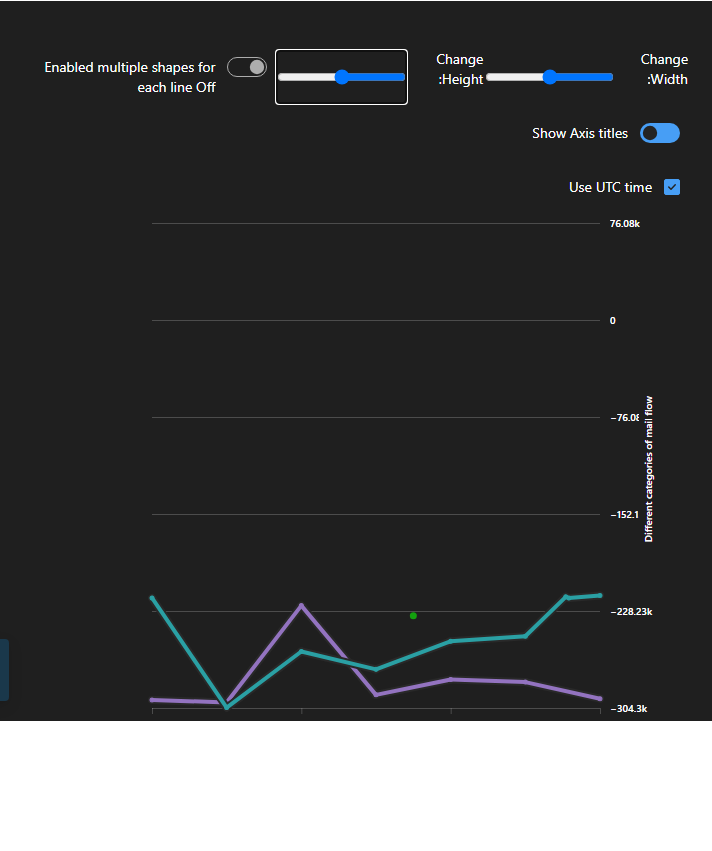 Enabled multiple shapes for
each line Off
Change
:Height
Change
:Width
Show Axis titles
Use UTC time
76.08k
0
−76.08
−152.1
−228.23k
−304.3k
Different categories of mail flow